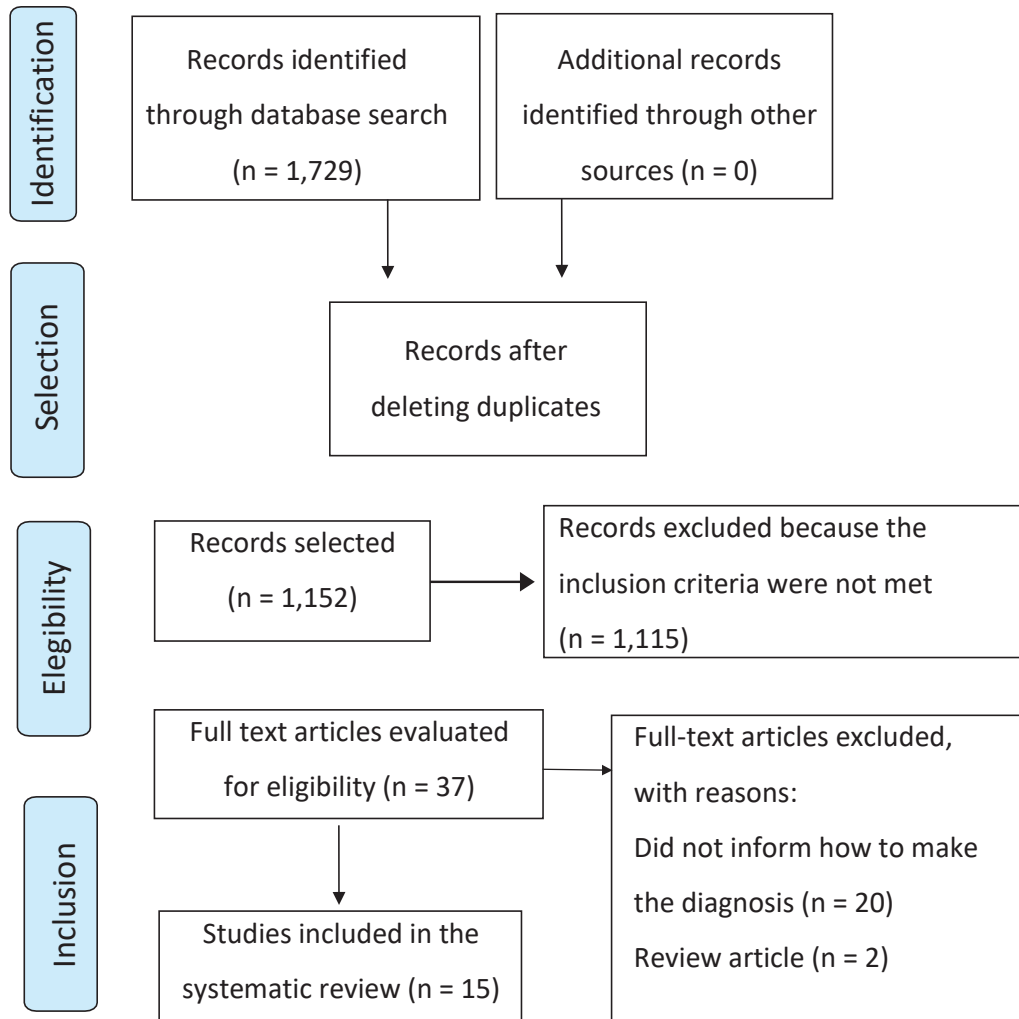 Identification
Records identified
through database search
(n = 1,729)
Additional records
identified through other
sources (n = 0)
Selection
Records after
deleting duplicates
Elegibility
Records selected
(n = 1,152)
Records excluded because the
inclusion criteria were not met
(n = 1,115)
Full text articles evaluated
for eligibility (n = 37)
Full-text articles excluded,
with reasons:
Did not inform how to make
the diagnosis (n = 20)
Review article (n = 2)
Inclusion
Studies included in the
systematic review (n = 15)